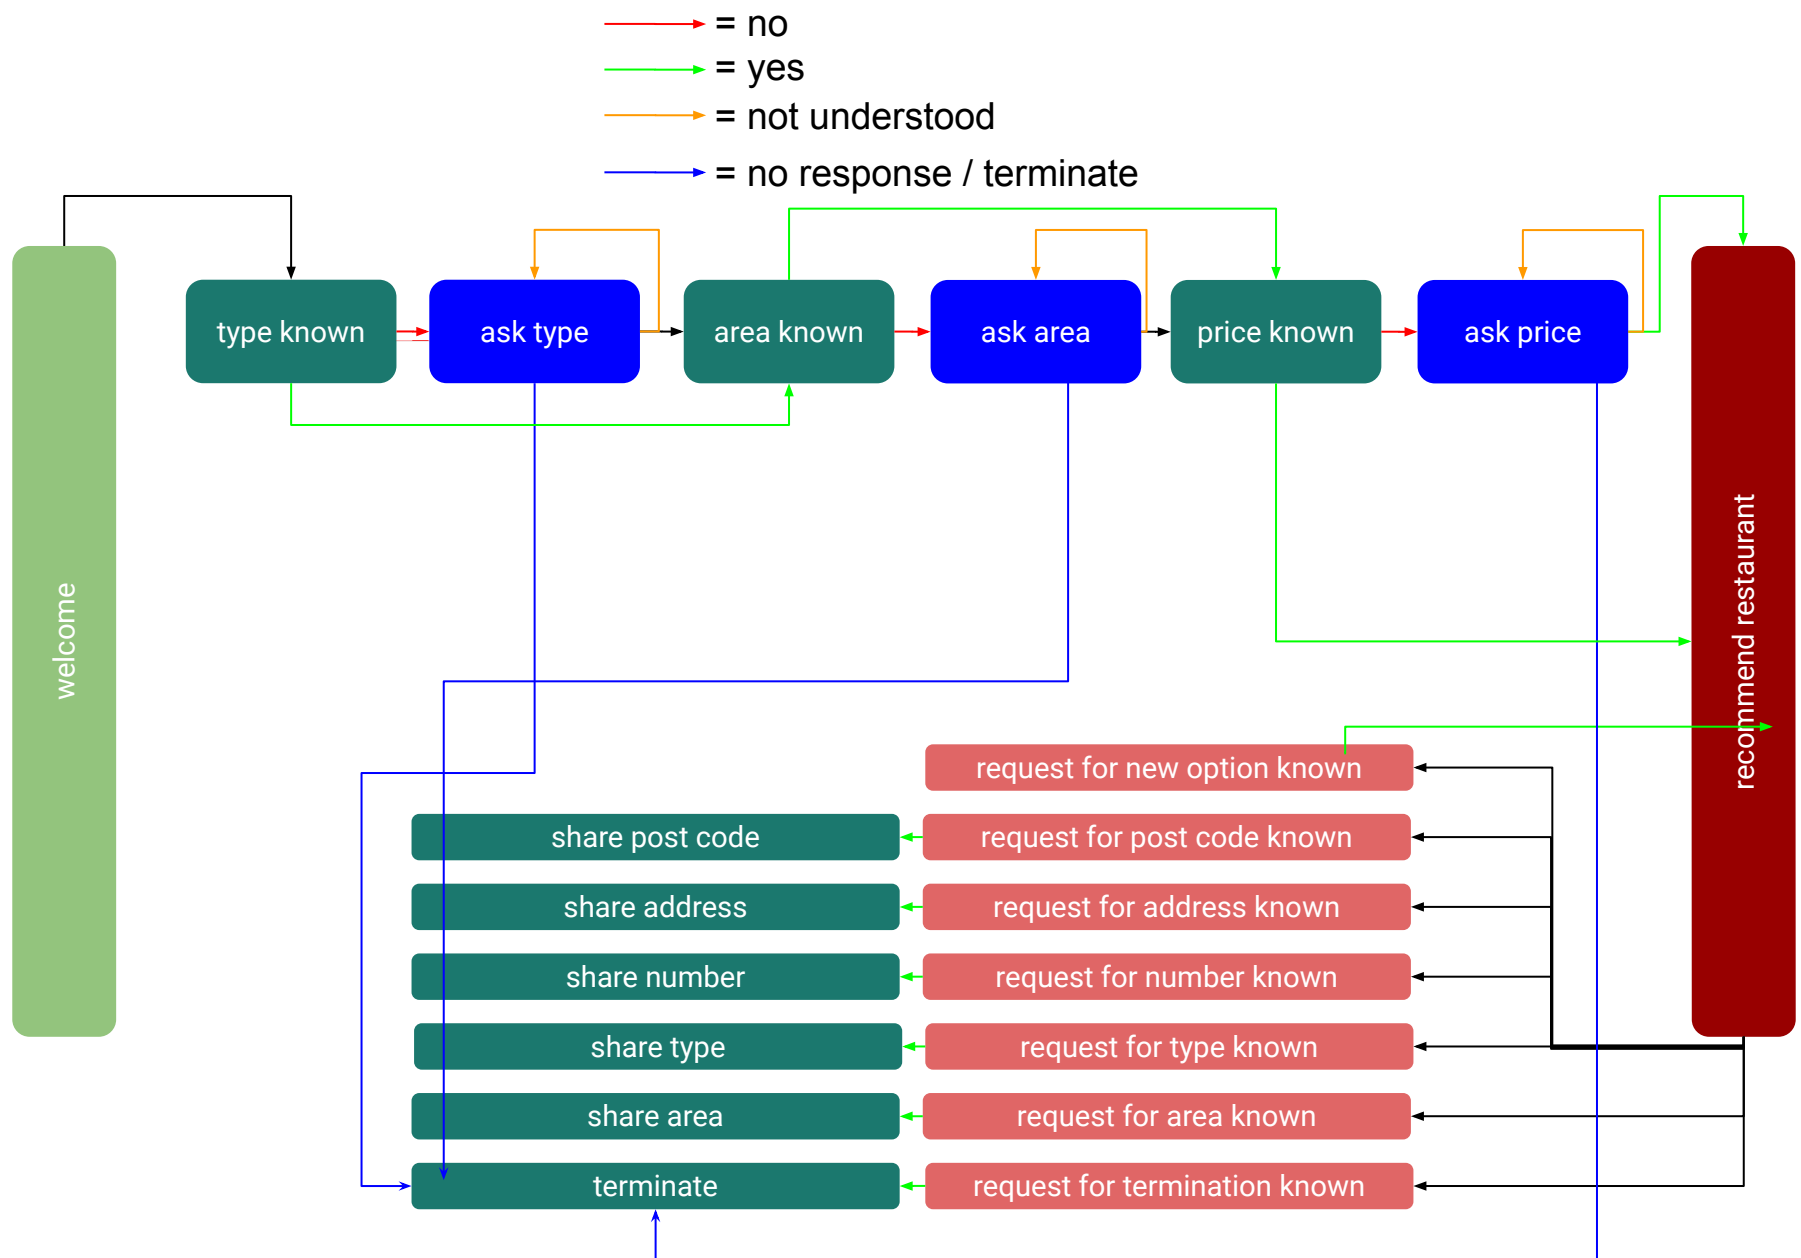 = no
= yes
= not understood
= no response / terminate
welcome
type known
ask type
area known
ask area
price known
ask price
recommend restaurant
request for new option known
share post code
request for post code known
share address
request for address known
share number
request for number known
share type
request for type known
share area
request for area known
terminate
request for termination known